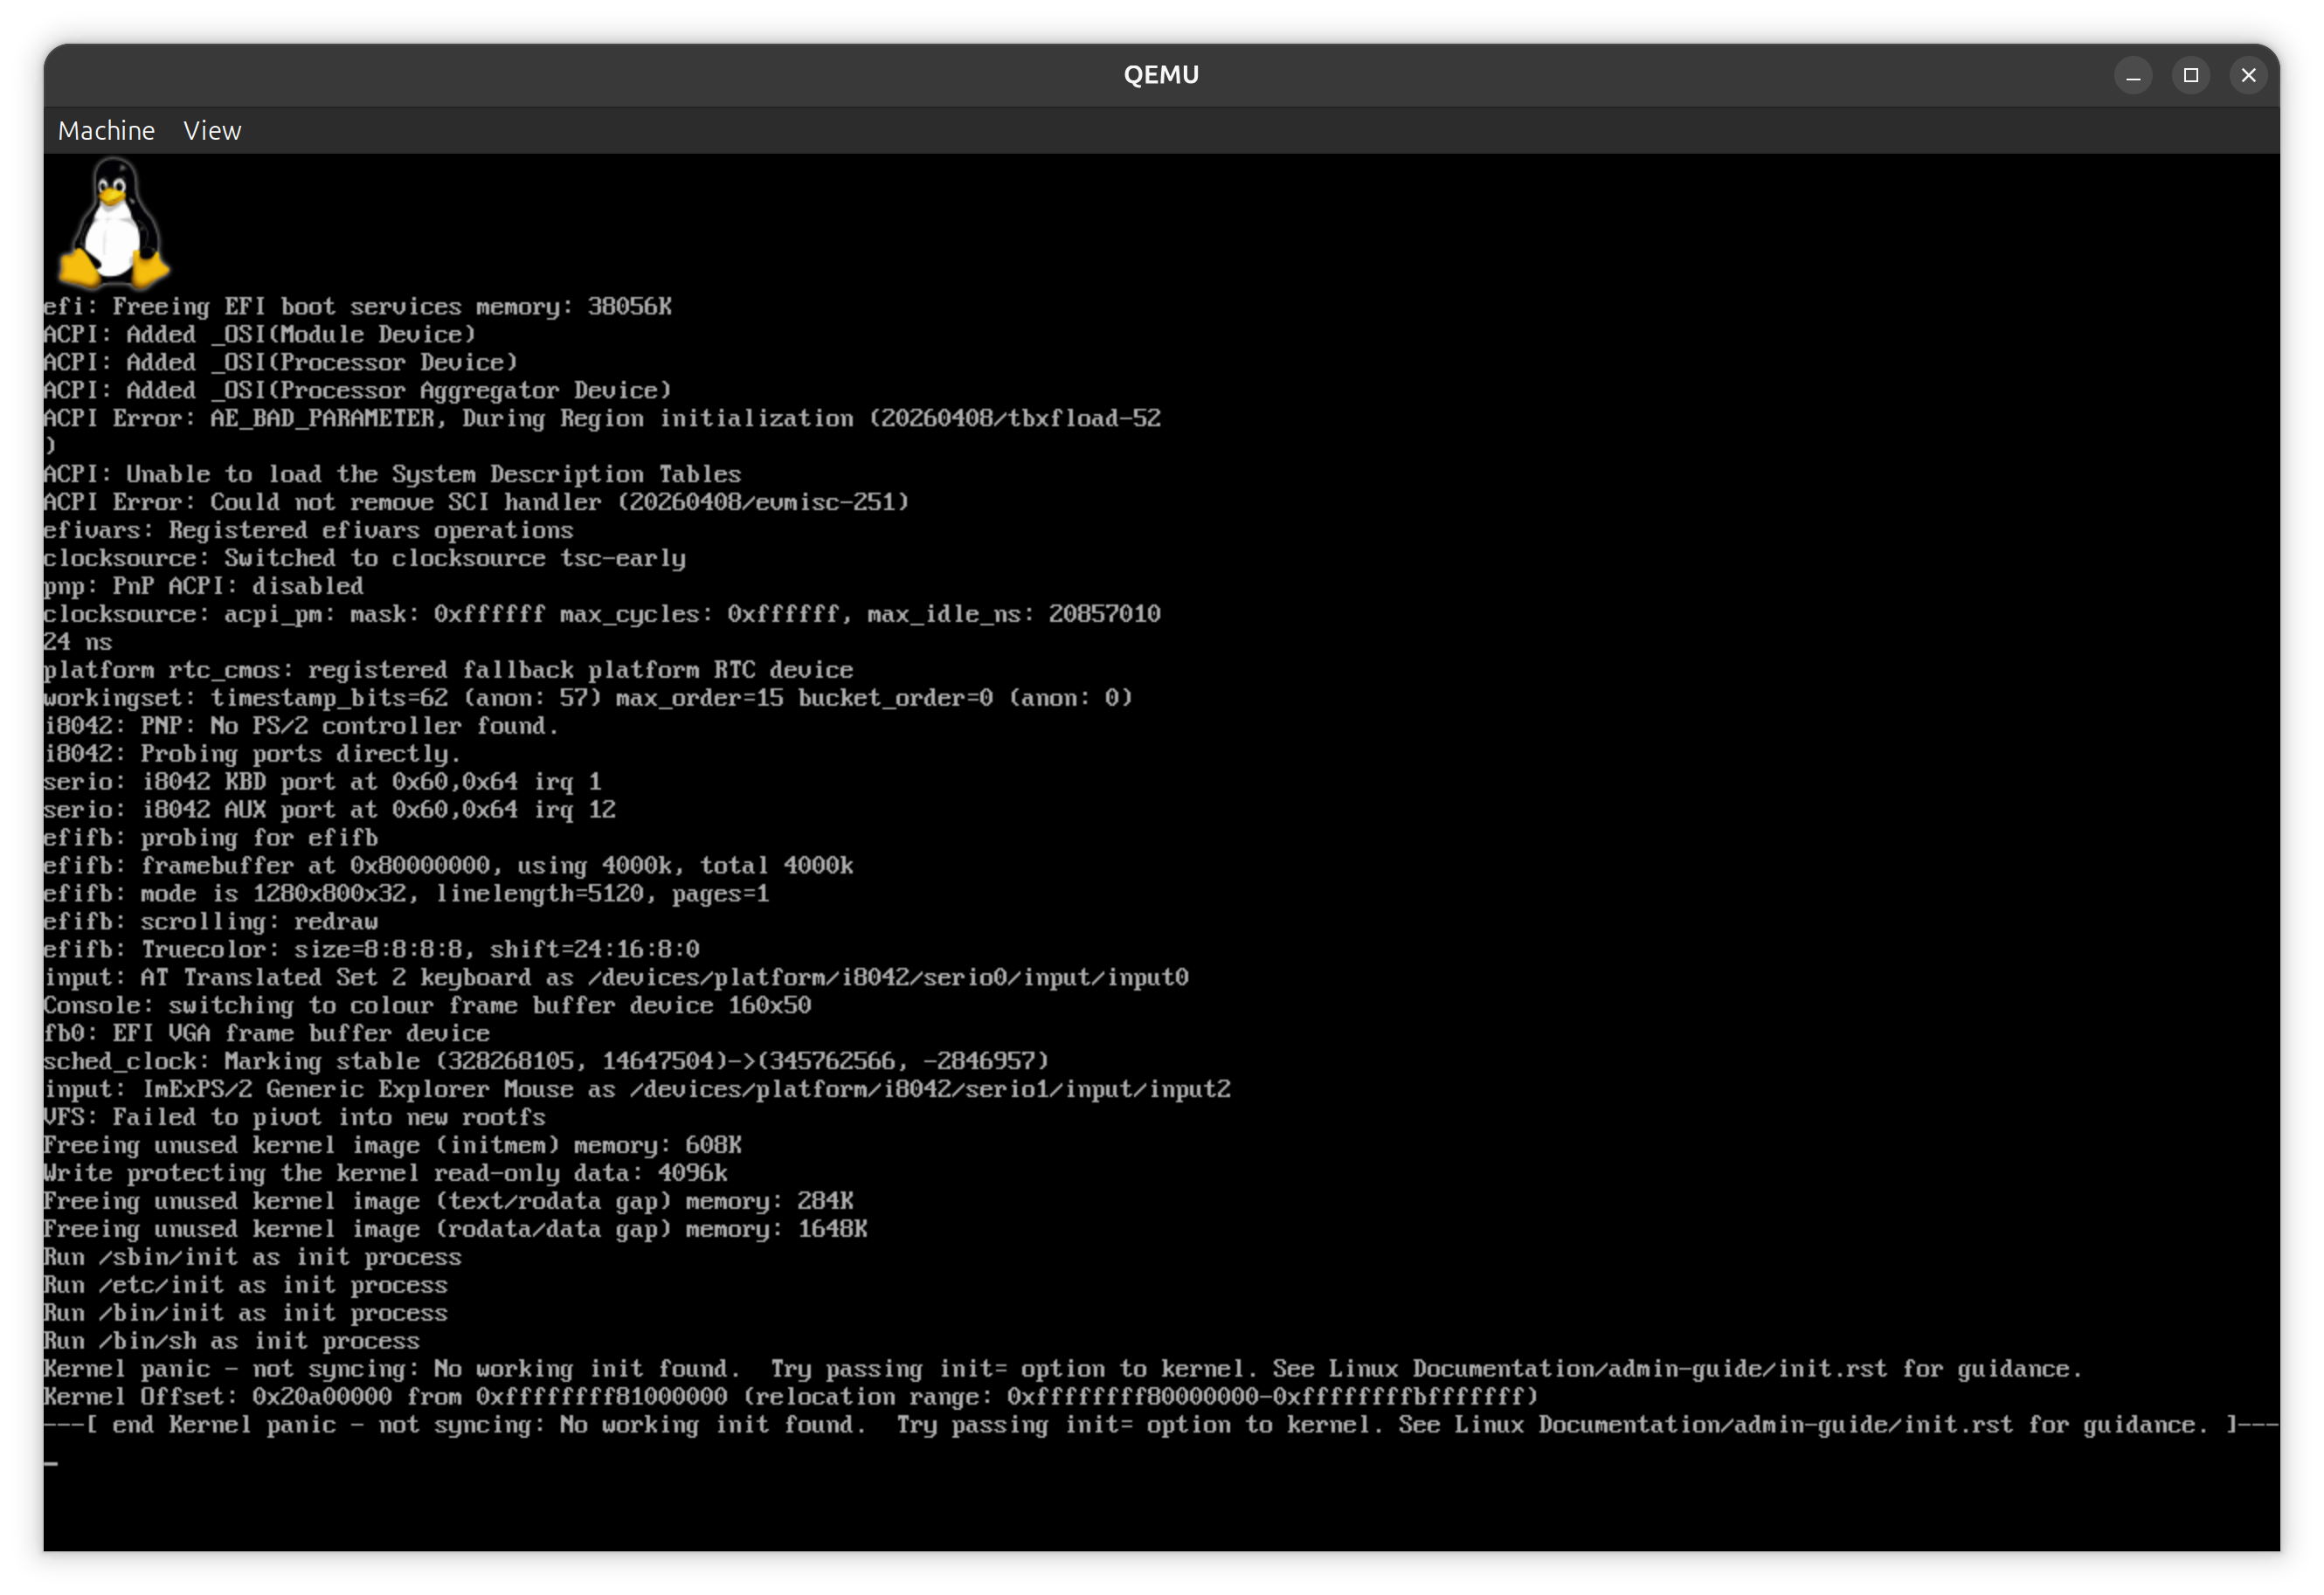 QEMU
Machine View
efi: Freeing EFI boot services memory: 38056K
ACPI: Added _OSI(Module Device)
ACPI: Added _OSI(Processor Device)
ACPI: Added _OSI(Processor Aggregator Device)
ACPI Error: AE_BAD_PARAMETER, During Region initialization (20260408/tbxfload-52
)
ACPI: Unable to load the System Description Tables
ACPI Error: Could not remove SCI handler (20260408/evmisc-251)
efivars: Registered efivars operations
clocksource: Switched to clocksource tsc-early
pnp: PnP ACPI: disabled
clocksource: acpi_pm: mask: 0xffffff max_cycles: 0xffffff, max_idle_ns: 20857010
24 ns
platform rtc_cmos: registered fallback platform RTC device
workingset: timestamp_bits=62 (anon: 57) max_order=15 bucket_order=0 (anon: 0)
i8042: PNP: No PS/2 controller found.
i8042: Probing ports directly.
serio: i8042 KBD port at 0x60,0x64 irq 1
serio: i8042 AUX port at 0x60,0x64 irq 12
efifb: probing for efifb
efifb: framebuffer at 0x80000000, using 4000k, total 4000k
efifb: mode is 1280x800x32, linelength=5120, pages=1
efifb: scrolling: redraw
efifb: Truecolor: size=8:8:8:8, shift=24:16:8:0
input: AT Translated Set 2 keyboard as /devices/platform/i8042/serio0/input/input0
Console: switching to colour frame buffer device 160x50
fb0: EFI VGA frame buffer device
sched_clock: Marking stable (328268105, 14647504)->(345762566, -2846957)
input: ImExPS/2 Generic Explorer Mouse as /devices/platform/i8042/serio1/input/input2
VFS: Failed to pivot into new rootfs
Freeing unused kernel image (initmem) memory: 608K
Write protecting the kernel read-only data: 4096k
Freeing unused kernel image (text/rodata gap) memory: 284K
Freeing unused kernel image (rodata/data gap) memory: 1648K
Run /sbin/init as init process
Run /etc/init as init process
Run /bin/init as init process
Run /bin/sh as init process
Kernel panic - not syncing: No working init found.  Try passing init= option to kernel. See Linux Documentation/admin-guide/init.rst for guidance.
Kernel Offset: 0x20a00000 from 0xffffffff81000000 (relocation range: 0xffffffff80000000-0xffffffffbfffffff)
---[ end Kernel panic - not syncing: No working init found.  Try passing init= option to kernel. See Linux Documentation/admin-guide/init.rst for guidance. ]---